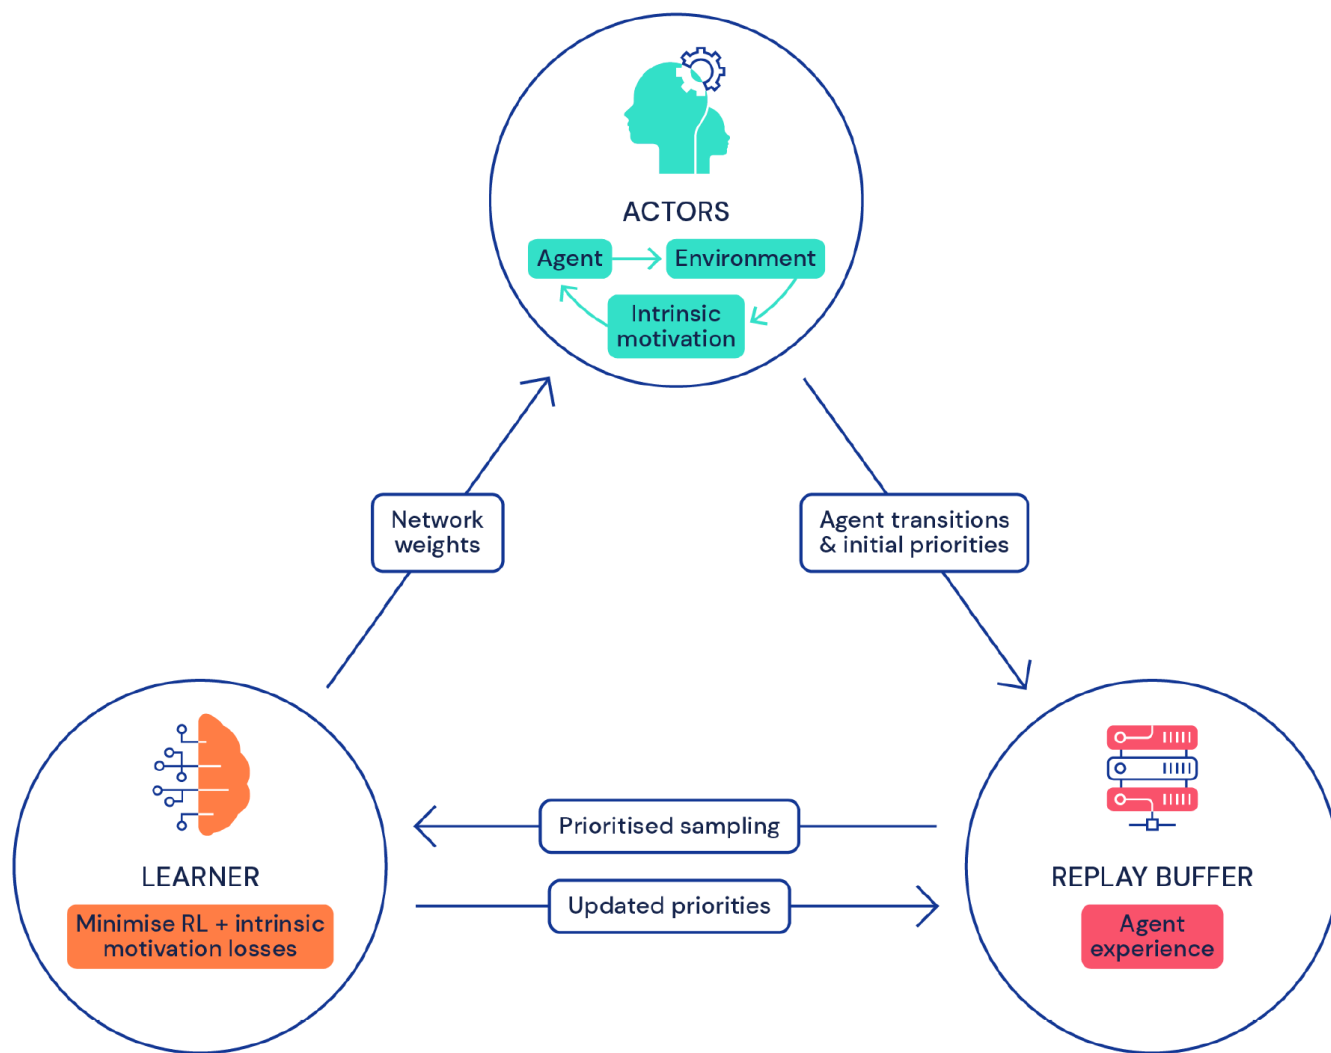 ACTORS
Agent
Environment
Intrinsic
motivation
Network
weights
Agent transitions
& initial priorities
Prioritised sampling
Updated priorities
LEARNER
Minimise RL + intrinsic
motivation losses
REPLAY BUFFER
Agent
experience